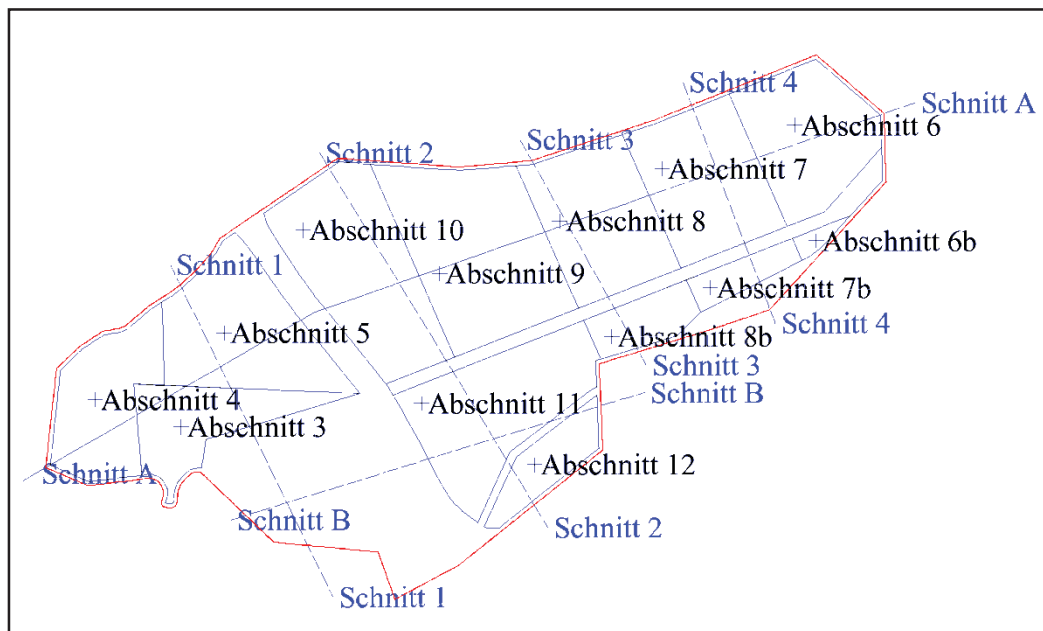 Schnitt 4
Schnitt A
Abschnitt 6
Schnitt 3
Schnitt 2
Abschnitt 7
Abschnitt 8
Abschnitt 10
Abschnitt 6b
Schnitt 1
Abschnitt 9
Abschnitt 7b
Schnitt 4
Abschnitt 5
Abschnitt 8b
Schnitt 3
Schnitt B
Abschnitt 4
Abschnitt 11
Abschnitt 3
Abschnitt 12
Schnitt A
Schnitt B
Schnitt 2
Schnitt 1